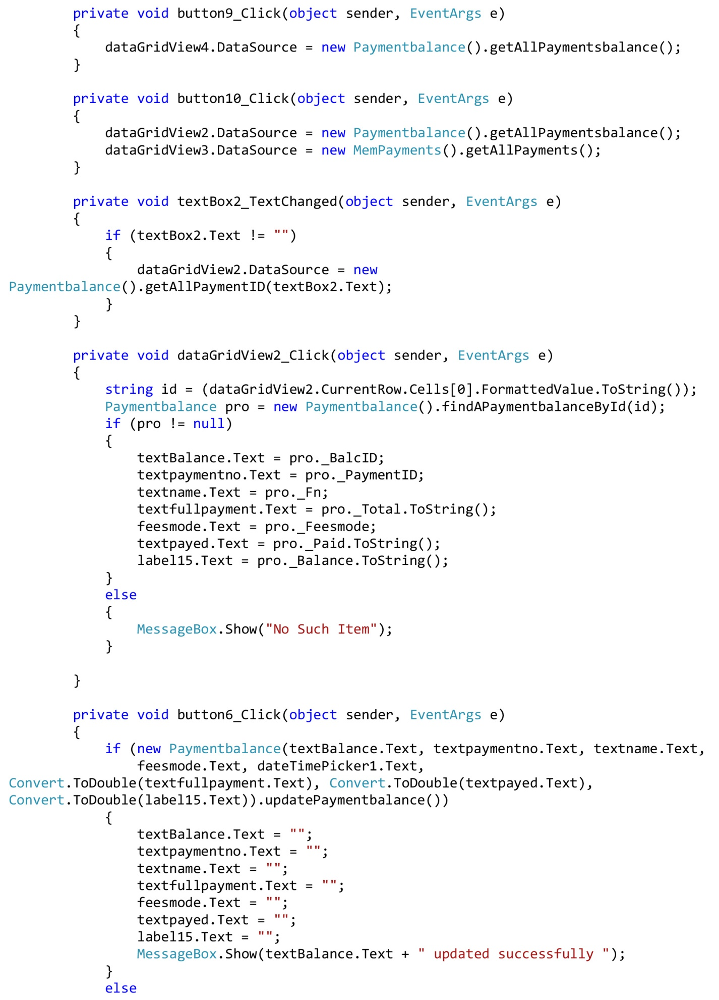 private void button9_Click(object sender, EventArgs e)
{
dataGridView4.DataSource = new Paymentbalance().getAllPaymentsbalance();
}
private void button10_Click(object sender, EventArgs e)
{
dataGridView2.DataSource = new Paymentbalance().getAllPaymentsbalance();
dataGridView3.DataSource = new MemPayments().getAllPayments();
}
private void textBox2_TextChanged(object sender, EventArgs e)
{
if (textBox2.Text != "")
{
dataGridView2.DataSource = new
Paymentbalance().getAllPaymentID(textBox2.Text);
}
}
private void dataGridView2_Click(object sender, EventArgs e)
{
string id = (dataGridView2.CurrentRow.Cells[0].FormattedValue.ToString());
Paymentbalance pro = new Paymentbalance().findAPaymentbalanceById(id);
if (pro != null)
{
textBalance.Text = pro._BalcID;
textpaymentno.Text = pro._PaymentID;
textname.Text = pro._Fn;
textfullpayment.Text = pro._Total.ToString();
feesmode.Text = pro._Feesmode;
textpayed.Text = pro._Paid.ToString();
label15.Text = pro._Balance.ToString();
}
else
{
MessageBox.Show("No Such Item");
}
}
private void button6_Click(object sender, EventArgs e)
{
if (new Paymentbalance(textBalance.Text, textpaymentno.Text, textname.Text,
feesmode.Text, dateTimePicker1.Text,
Convert.ToDouble(textfullpayment.Text), Convert.ToDouble(textpayed.Text),
Convert.ToDouble(label15.Text)).updatePaymentbalance())
{
textBalance.Text = "";
textpaymentno.Text = "";
textname.Text = "";
textfullpayment.Text = "";
feesmode.Text = "";
textpayed.Text = "";
label15.Text = "";
MessageBox.Show(textBalance.Text + " updated successfully ");
}
else